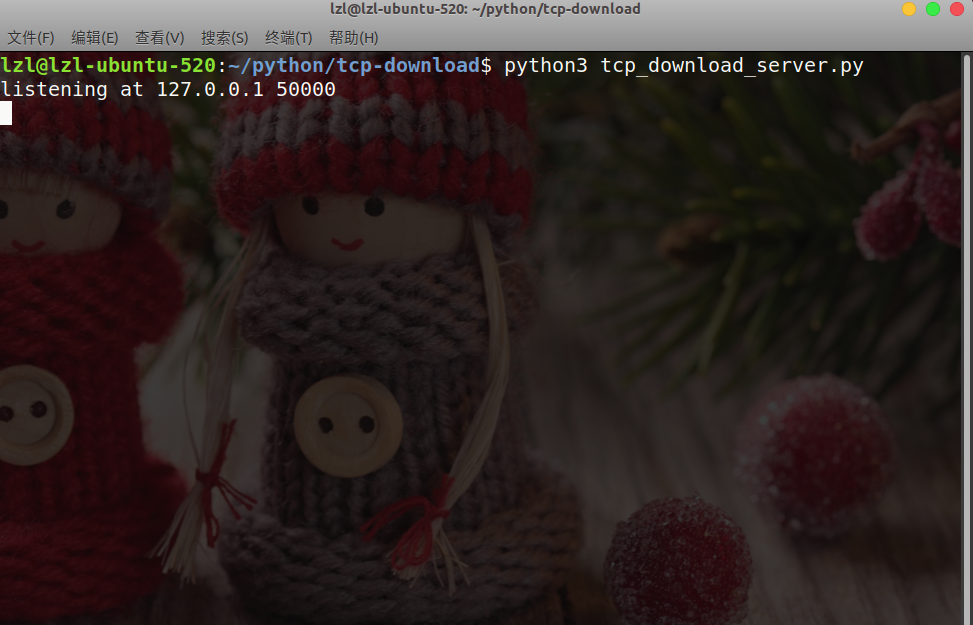 lzl@lzl-ubuntu-520: ~/python/tcp-download
文件(F) 编辑(E) 查看(V) 搜索(S) 终端(T) 帮助(H)
lzl@lzl-ubuntu-520:~/python/tcp-download$ python3 tcp_download_server.py
listening at 127.0.0.1 50000